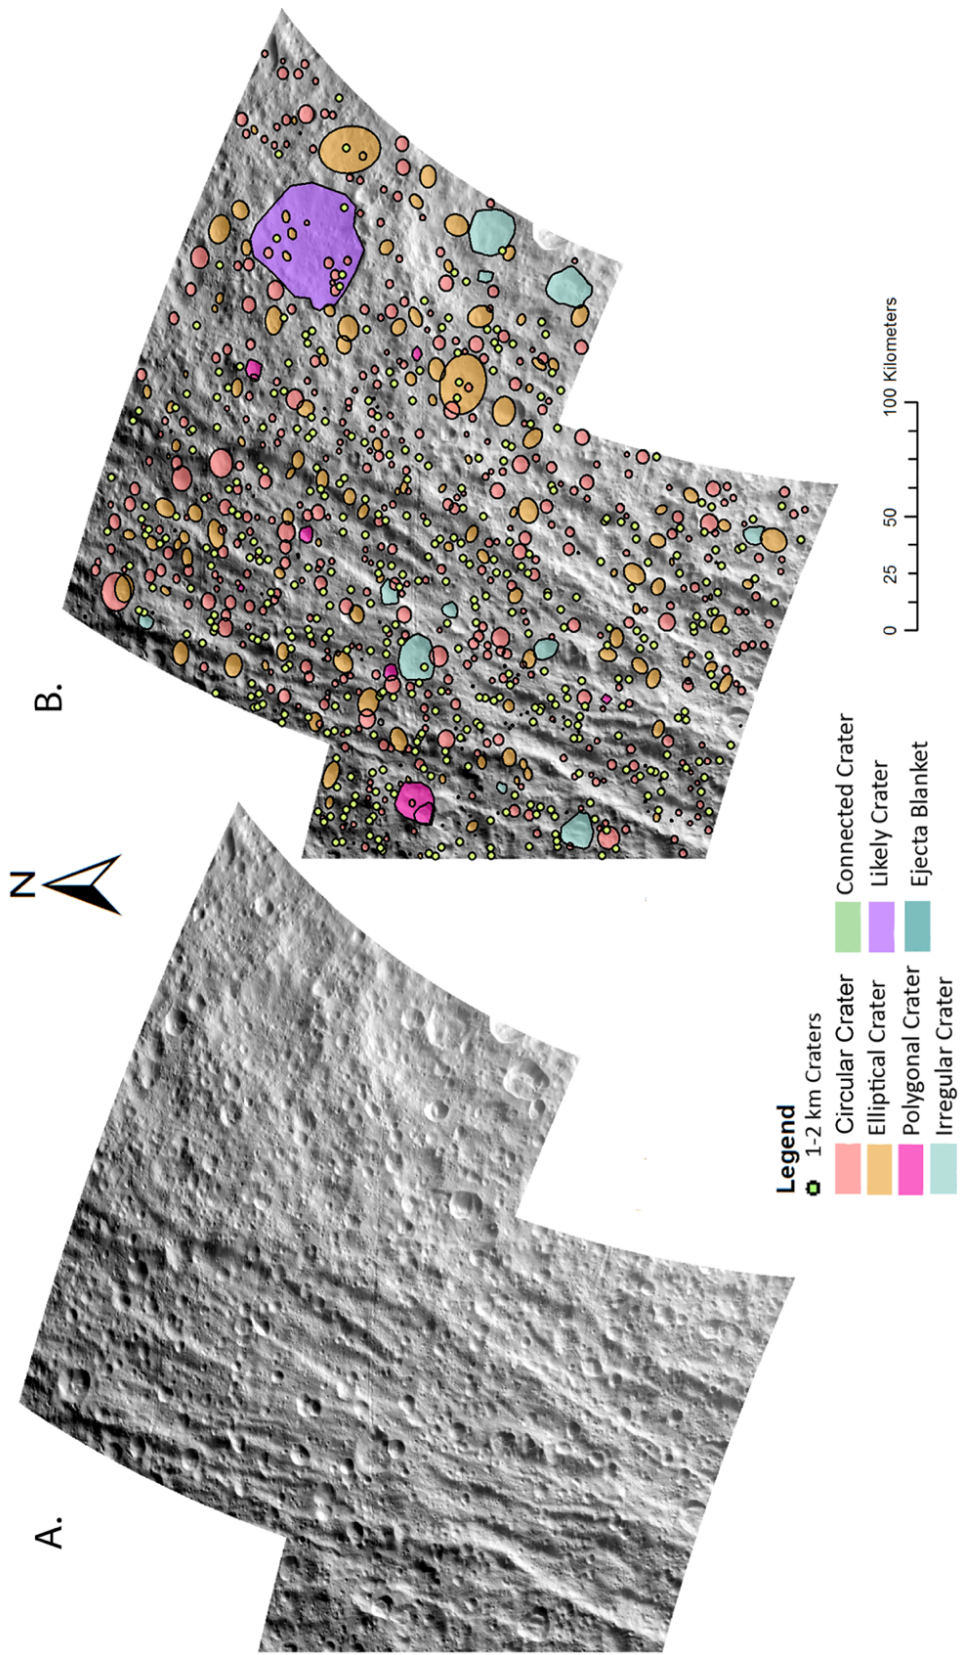 A.
B.
N
Legend
1-2 km Craters
Circular Crater
Elliptical Crater
Polygonal Crater
Irregular Crater
Connected Crater
Likely Crater
Ejecta Blanket
0 25 50 100 Kilometers